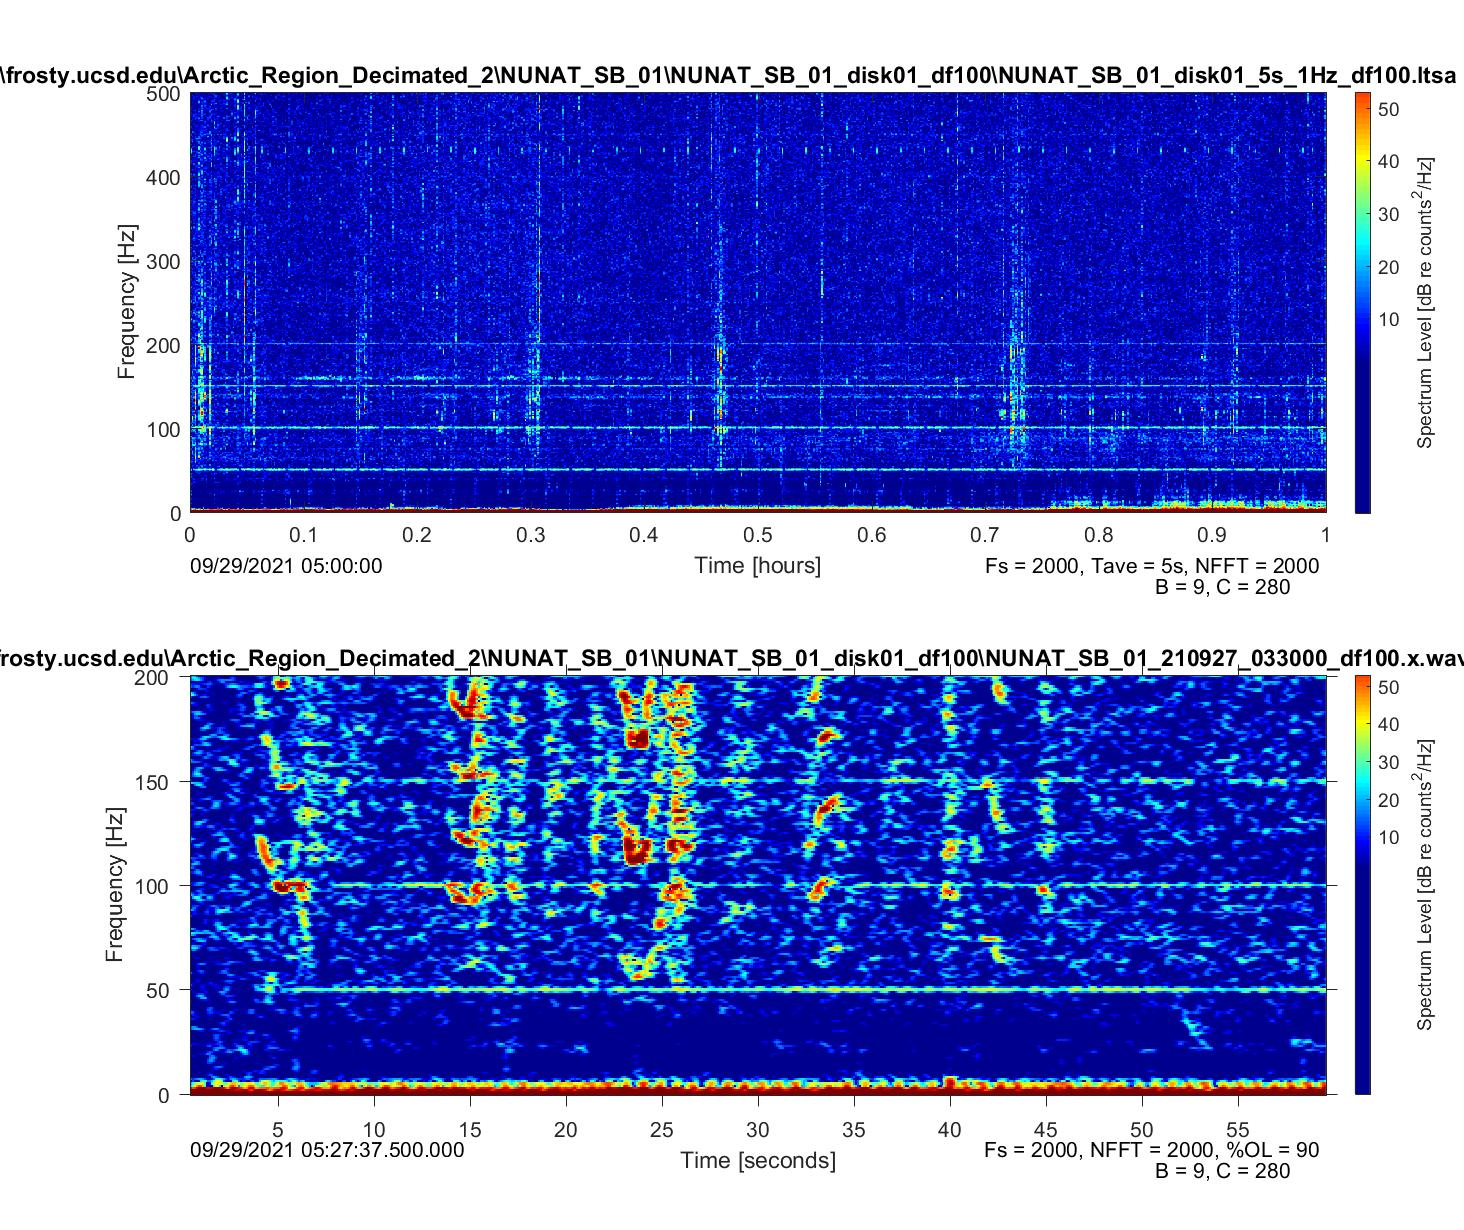 \frosty.ucsd.edu\Arctic_Region_Decimated_2\NUNAT_SB_01\NUNAT_SB_01_disk01_df100\NUNAT_SB_01_disk01_5s_1Hz_df100.ltsa
500
400
300
200
100
0
Frequency [Hz]
0 0.1 0.2 0.3 0.4 0.5 0.6 0.7 0.8 0.9 1
Time [hours]
09/29/2021 05:00:00
Fs = 2000, Tave = 5s, NFFT = 2000
B = 9, C = 280
50
40
30
20
10
Spectrum Level [dB re counts²/Hz]
frosty.ucsd.edu\Arctic_Region_Decimated_2\NUNAT_SB_01\NUNAT_SB_01_disk01_df100\NUNAT_SB_01_210927_033000_df100.x.wav
200
150
100
50
0
Frequency [Hz]
5 10 15 20 25 30 35 40 45 50 55
Time [seconds]
09/29/2021 05:27:37.500.000
Fs = 2000, NFFT = 2000, %OL = 90
B = 9, C = 280
50
40
30
20
10
Spectrum Level [dB re counts²/Hz]